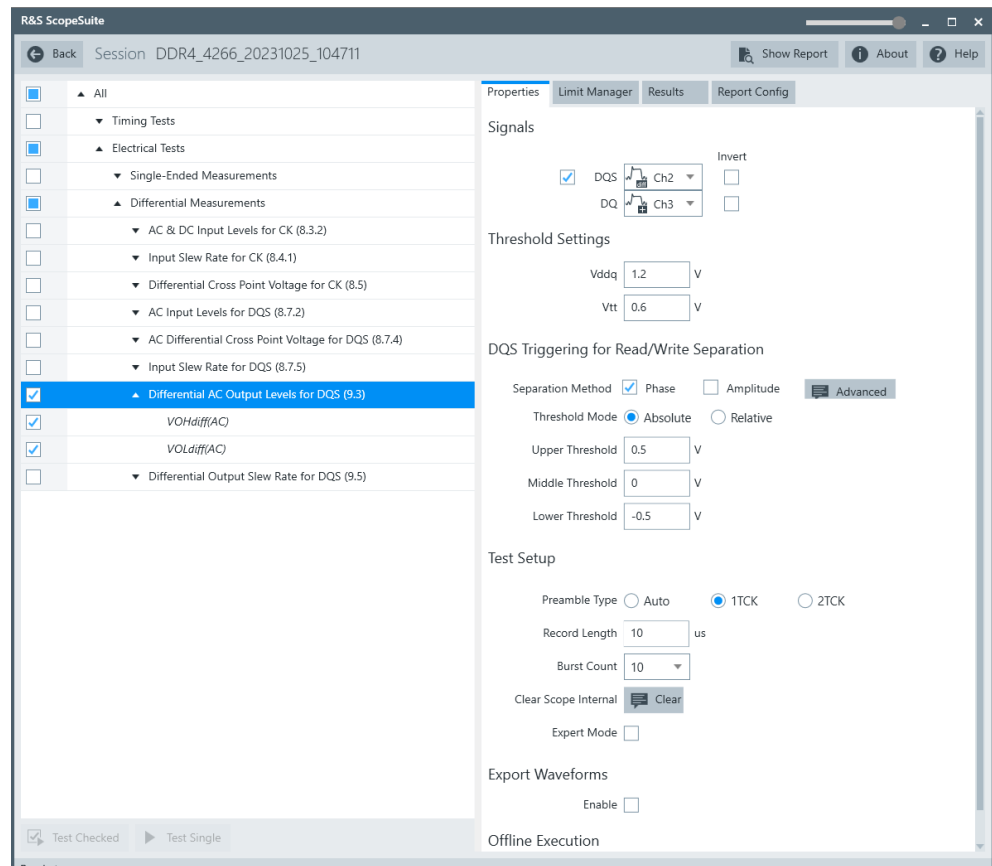 R&S ScopeSuite
Back Session DDR4_4266_20231025_104711 Show Report About Help
All
Timing Tests
Electrical Tests
Single-Ended Measurements
Differential Measurements
AC & DC Input Levels for CK (8.3.2)
Input Slew Rate for CK (8.4.1)
Differential Cross Point Voltage for CK (8.5)
AC Input Levels for DQS (8.7.2)
AC Differential Cross Point Voltage for DQS (8.7.4)
Input Slew Rate for DQS (8.7.5)
Differential AC Output Levels for DQS (9.3)
VOHdiff(AC)
VOLdiff(AC)
Differential Output Slew Rate for DQS (9.5)
Test Checked Test Single
Properties Limit Manager Results Report Config
Signals
Invert
DQS Ch2
DQ Ch3
Threshold Settings
Vddq 1.2 V
Vtt 0.6 V
DQS Triggering for Read/Write Separation
Separation Method Phase Amplitude Advanced
Threshold Mode Absolute Relative
Upper Threshold 0.5 V
Middle Threshold 0 V
Lower Threshold -0.5 V
Test Setup
Preamble Type Auto 1TCK 2TCK
Record Length 10 us
Burst Count 10
Clear Scope Internal Clear
Expert Mode
Export Waveforms
Enable
Offline Execution